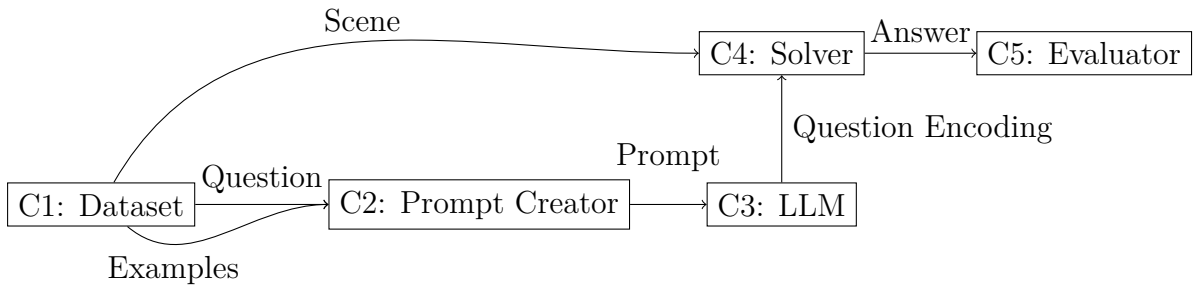 Scene
C4: Solver
Answer
C5: Evaluator
Question Encoding
Prompt
Question
C1: Dataset
C2: Prompt Creator
C3: LLM
Examples